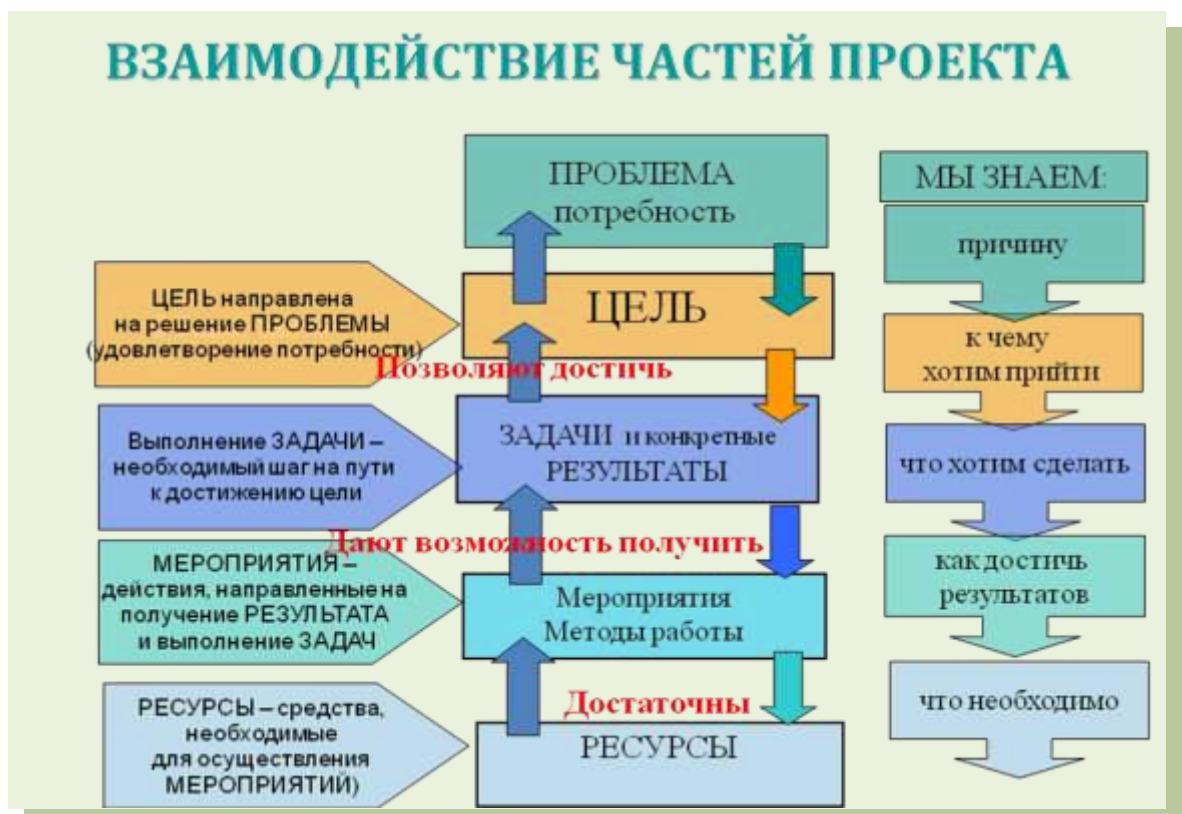 ВЗАИМОДЕЙСТВИЕ ЧАСТЕЙ ПРОЕКТА
ПРОБЛЕМА
потребность
МЫ ЗНАЕМ:
причину
ЦЕЛЬ направлена
на решение ПРОБЛЕМЫ
(удовлетворение потребности)
ЦЕЛЬ
к чему
хотим прийти
Позволяют достичь
Выполнение ЗАДАЧИ –
необходимый шаг на пути
к достижению цели
ЗАДАЧИ и конкретные
РЕЗУЛЬТАТЫ
что хотим сделать
Дают возможность получить
МЕРОПРИЯТИЯ –
действия, направленные на
получение РЕЗУЛЬТАТА
и выполнение ЗАДАЧ
Мероприятия
Методы работы
как достичь
результатов
Достаточны
РЕСУРСЫ – средства,
необходимые
для осуществления
МЕРОПРИЯТИЙ)
РЕСУРСЫ
что необходимо